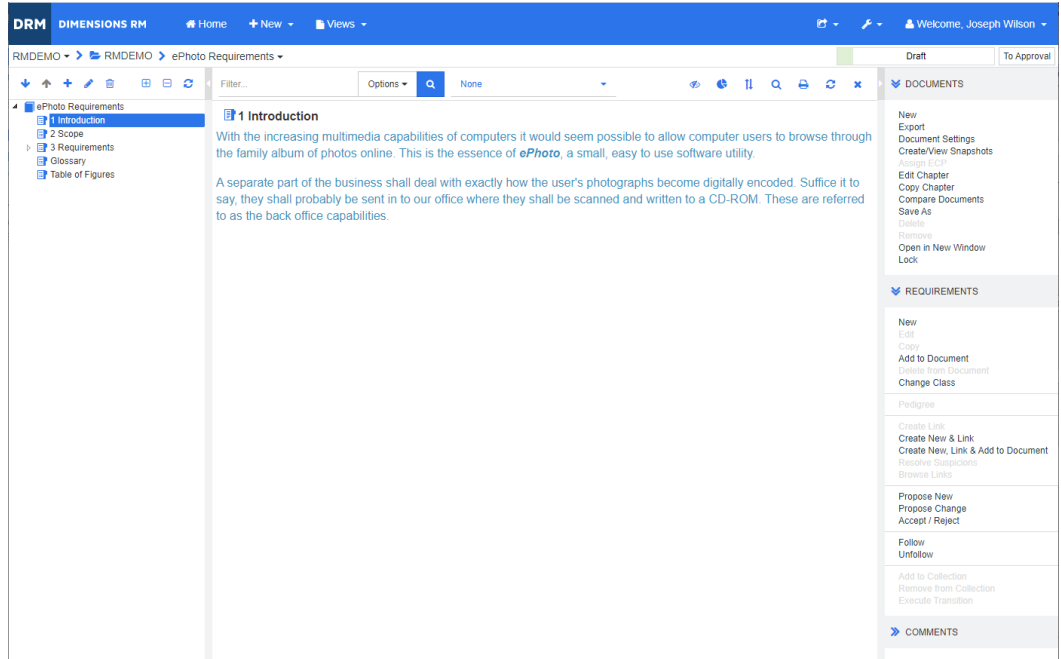 DRM DIMENSIONS RM Home New Views Welcome, Joseph Wilson
RMDEMO RMDEMO ePhoto Requirements Draft To Approval
Filter... Options None
ePhoto Requirements
1 Introduction
2 Scope
3 Requirements
Glossary
Table of Figures
1 Introduction
With the increasing multimedia capabilities of computers it would seem possible to allow computer users to browse through
the family album of photos online. This is the essence of ePhoto, a small, easy to use software utility.
A separate part of the business shall deal with exactly how the user's photographs become digitally encoded. Suffice it to
say, they shall probably be sent in to our office where they shall be scanned and written to a CD-ROM. These are referred
to as the back office capabilities.
DOCUMENTS
New
Export
Document Settings
Create/View Snapshots
Assign ECP
Edit Chapter
Copy Chapter
Compare Documents
Save As
Delete
Remove
Open in New Window
Lock
REQUIREMENTS
New
Edit
Copy
Add to Document
Delete from Document
Change Class
Pedigree
Create Link
Create New & Link
Create New, Link & Add to Document
Resolve Suspicions
Browse Links
Propose New
Propose Change
Accept / Reject
Follow
Unfollow
Add to Collection
Remove from Collection
Execute Transition
COMMENTS